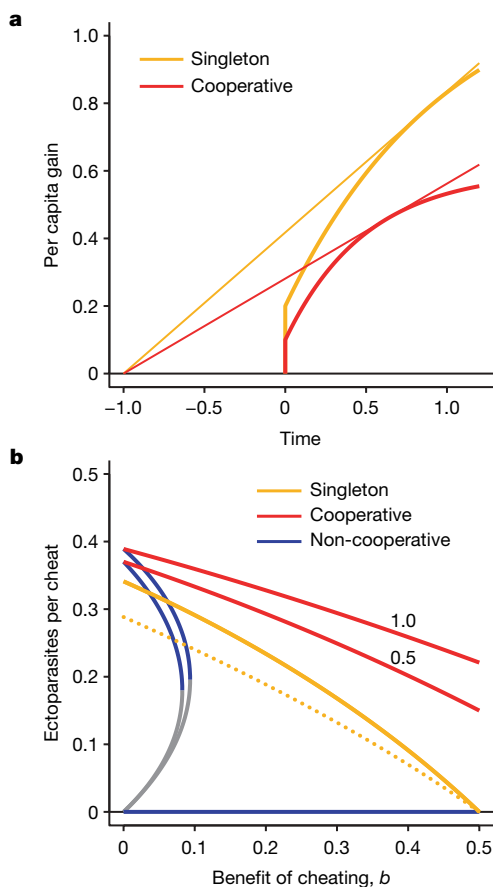 a
1.0
0.8
0.6
0.4
0.2
0
Per capita gain
Singleton
Cooperative
−1.0 −0.5 0 0.5 1.0
Time
b
0.5
0.4
0.3
0.2
0.1
0
Ectoparasites per cheat
Singleton
Cooperative
Non-cooperative
1.0
0.5
0 0.1 0.2 0.3 0.4 0.5
Benefit of cheating, b